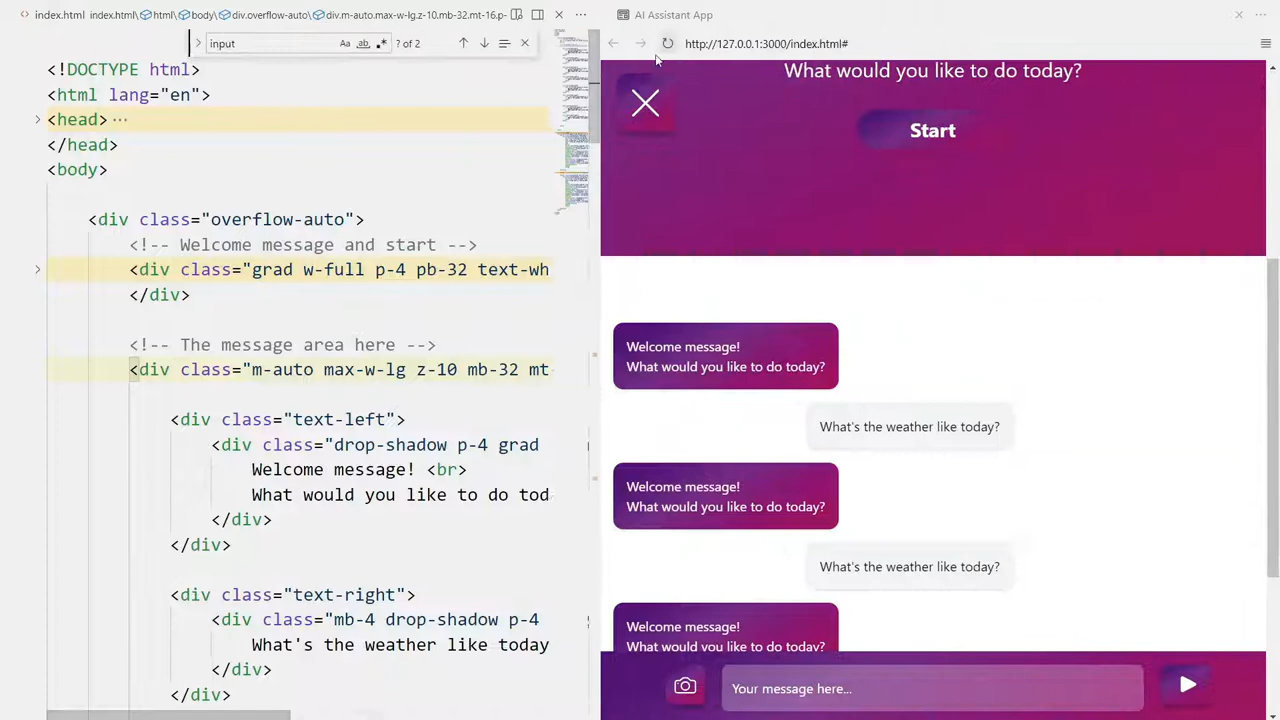 index.html index.html > html > body > div.overflow-auto > div.m-auto.max-w-lg.z-10.mb-32.mt-16.p-
AI Assistant App
input
Aa ab .* ? of 2
http://127.0.0.1:3000/index.html#
<!DOCTYPE html>
<html lang="en">
<head> ...
</head>
<body>
<div class="overflow-auto">
<!-- Welcome message and start -->
<div class="grad w-full p-4 pb-32 text-wh
</div>
<!-- The message area here -->
<div class="m-auto max-w-lg z-10 mb-32 mt-
<div class="text-left">
<div class="drop-shadow p-4 grad
Welcome message! <br>
What would you like to do tod
</div>
</div>
<div class="text-right">
<div class="mb-4 drop-shadow p-4
What's the weather like today
</div>
</div>
What would you like to do today?
Start
Welcome message!
What would you like to do today?
What's the weather like today?
Welcome message!
What would you like to do today?
What's the weather like today?
Welcome message!
What would you like to do today?
Your message here...